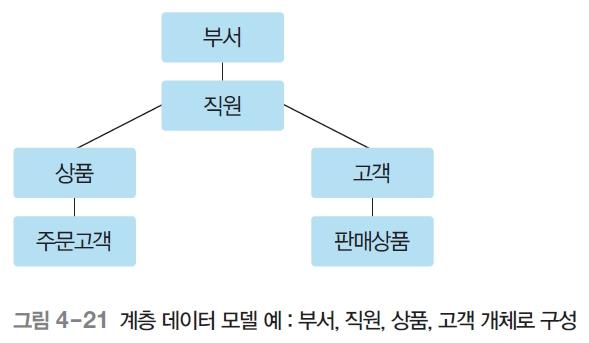 부서
직원
상품
고객
주문고객
판매상품
그림 4-21 계층 데이터 모델 예 : 부서, 직원, 상품, 고객 개체로 구성